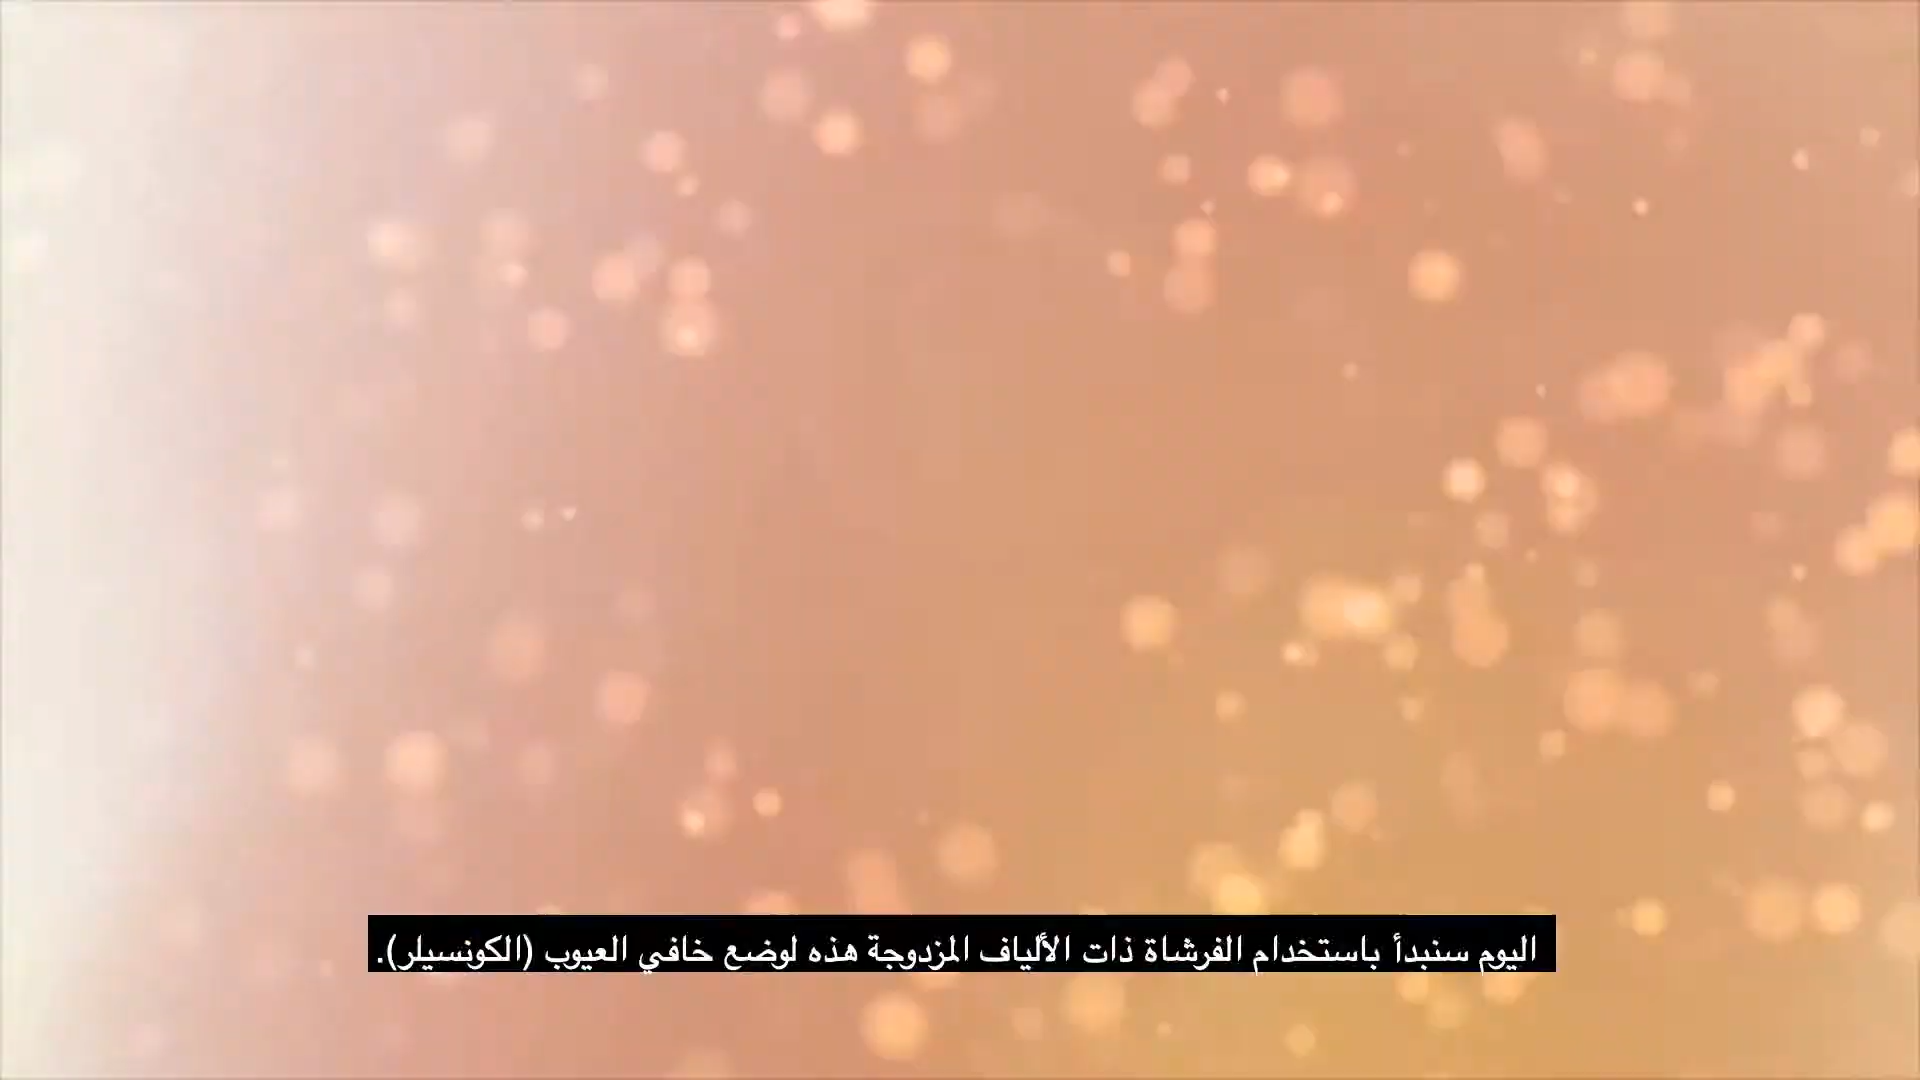 اليوم سنبدأ باستخدام الفرشاة ذات الألياف المزدوجة هذه لوضع خافي العيوب (الكونسيلر).